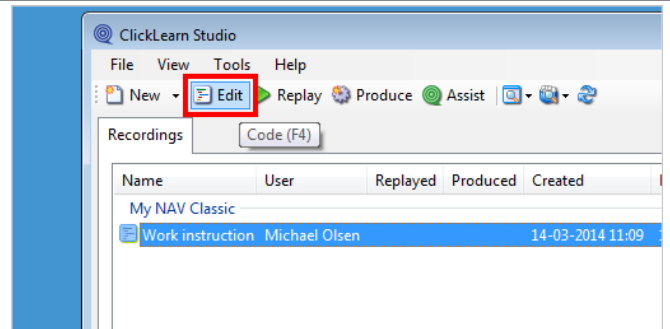 ClickLearn Studio
File View Tools Help
New Edit Replay Produce Assist
Recordings Code (F4)
Name User Replayed Produced Created
My NAV Classic
Work instruction Michael Olsen 14-03-2014 11:09